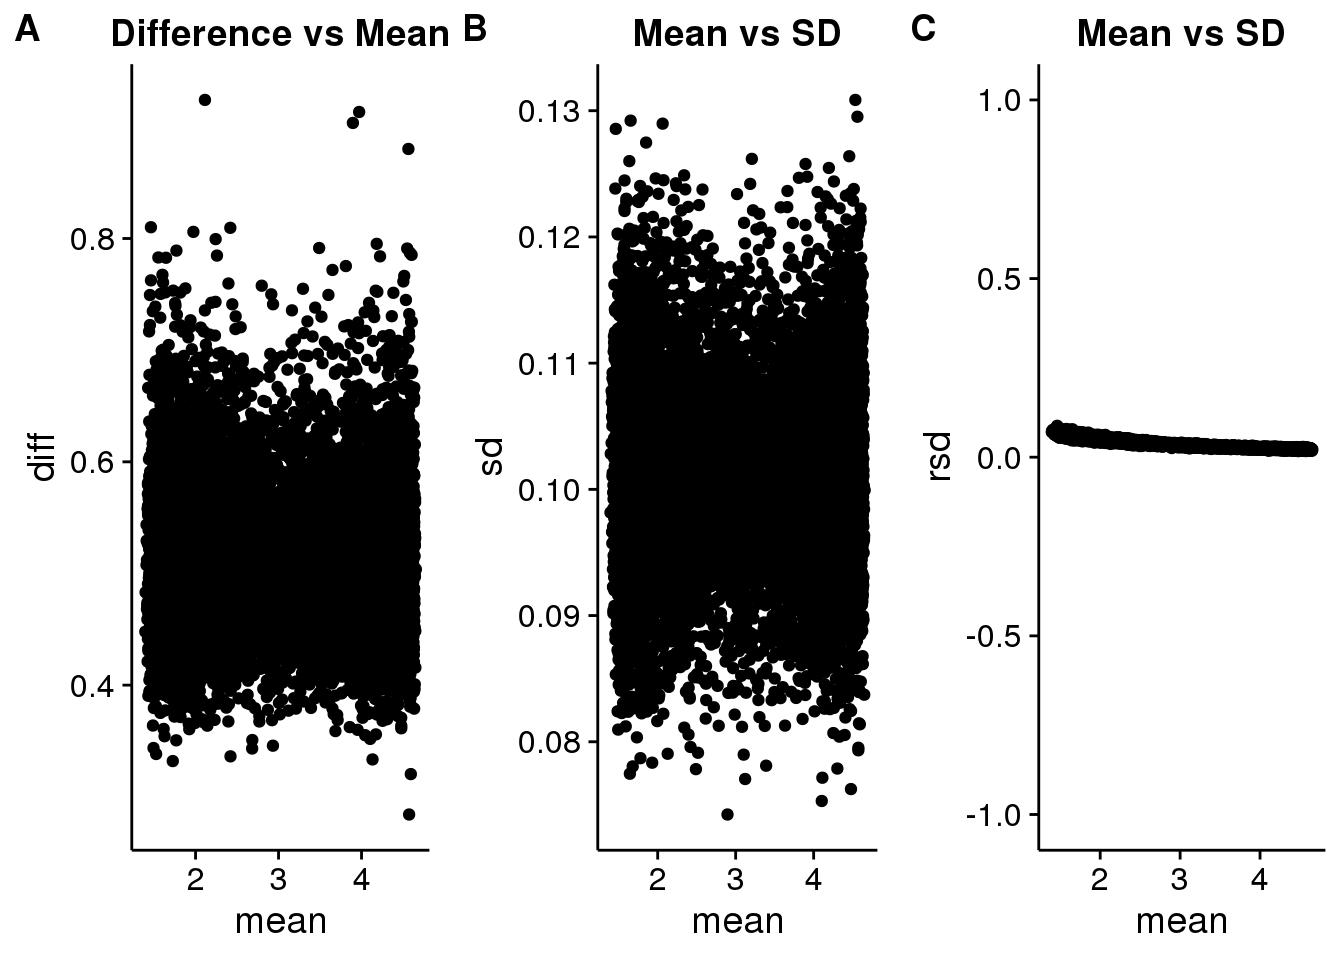 A
Difference vs Mean
diff
0.8
0.6
0.4
2 3 4
mean
B
Mean vs SD
sd
0.13
0.12
0.11
0.10
0.09
0.08
2 3 4
mean
C
Mean vs SD
rsd
1.0
0.5
0.0
-0.5
-1.0
2 3 4
mean